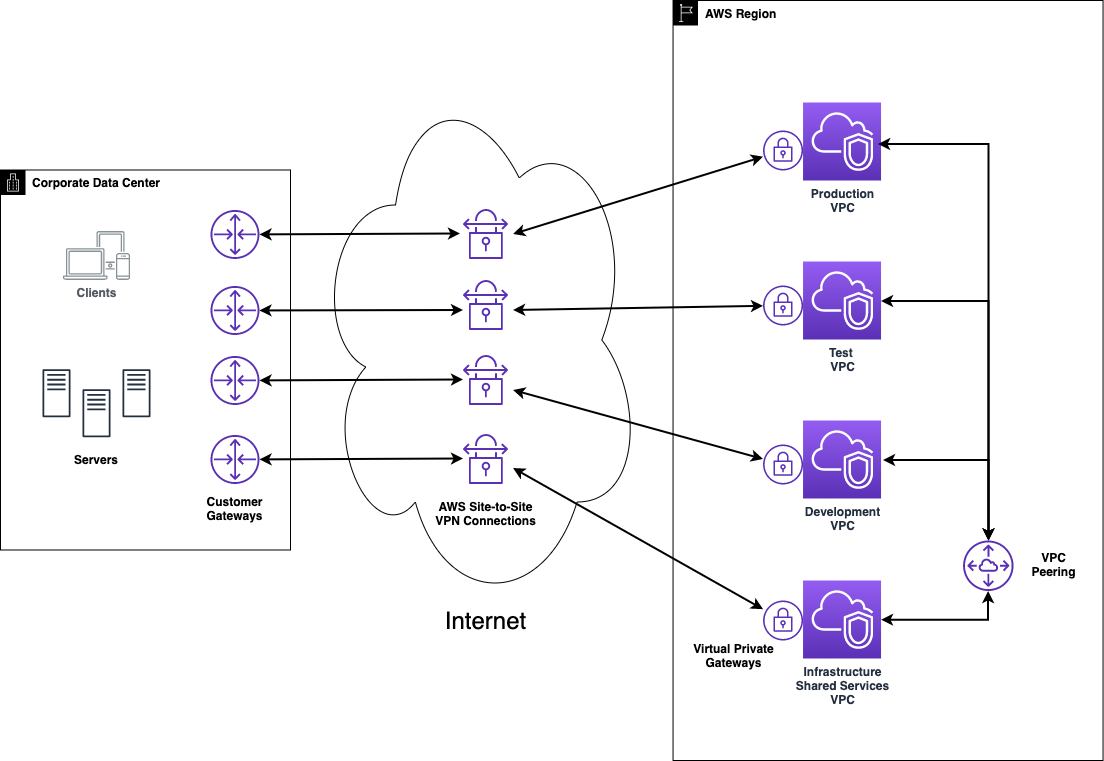 AWS Region
Production
VPC
Corporate Data Center
Clients
Test
VPC
Servers
Customer
Gateways
AWS Site-to-Site
VPN Connections
Development
VPC
VPC
Peering
Internet
Virtual Private
Gateways
Infrastructure
Shared Services
VPC